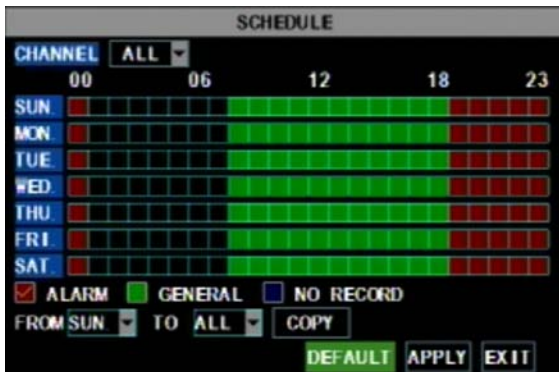 SCHEDULE
CHANNEL ALL
00 06 12 18 23
SUN.
MON.
TUE.
WED.
THU.
FRI.
SAT.
ALARM GENERAL NO RECORD
FROM SUN. TO ALL COPY
DEFAULT APPLY EXIT